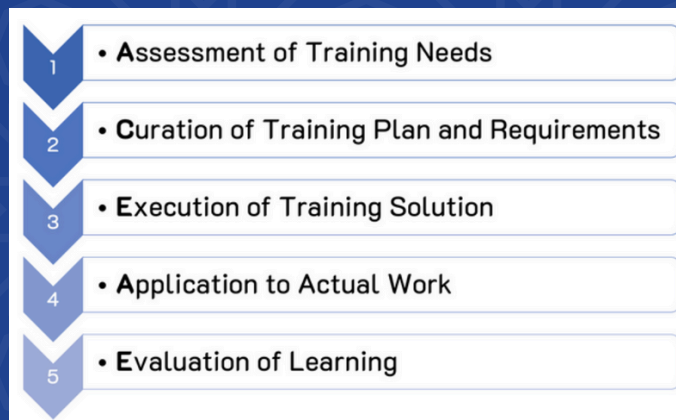 1
• Assessment of Training Needs
2
• Curation of Training Plan and Requirements
3
• Execution of Training Solution
4
• Application to Actual Work
5
• Evaluation of Learning